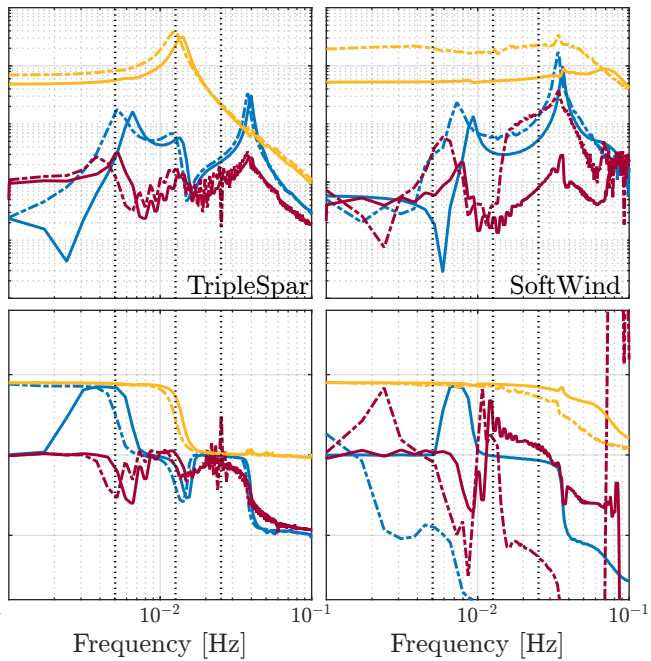 TripleSpar
SoftWind
10⁻² 10⁻¹ 10⁻² 10⁻¹
Frequency [Hz] Frequency [Hz]